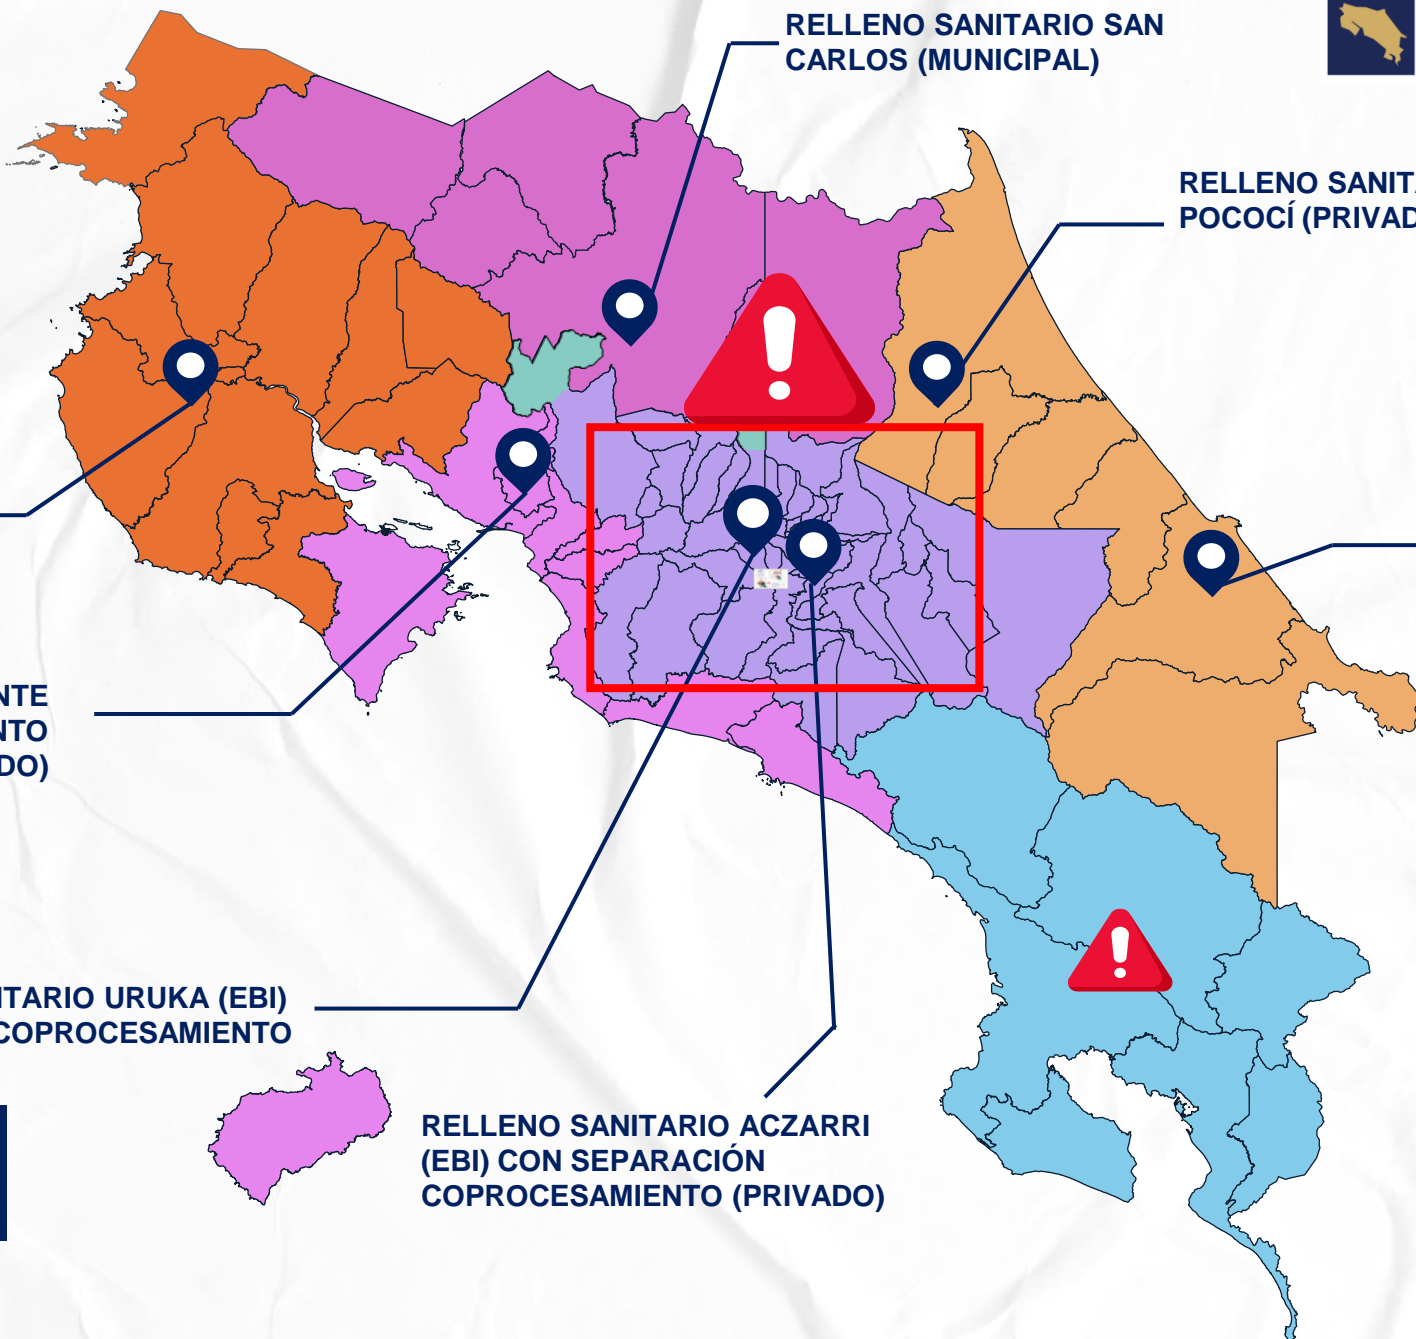 RELLENO SANITARIO SAN
CARLOS (MUNICIPAL)
RELLENO SANITA
POCOCÍ (PRIVAD
NTE
NTO
DO)
ITARIO URUKA (EBI)
COPROCESAMIENTO
RELLENO SANITARIO ACZARRI
(EBI) CON SEPARACIÓN
COPROCESAMIENTO (PRIVADO)